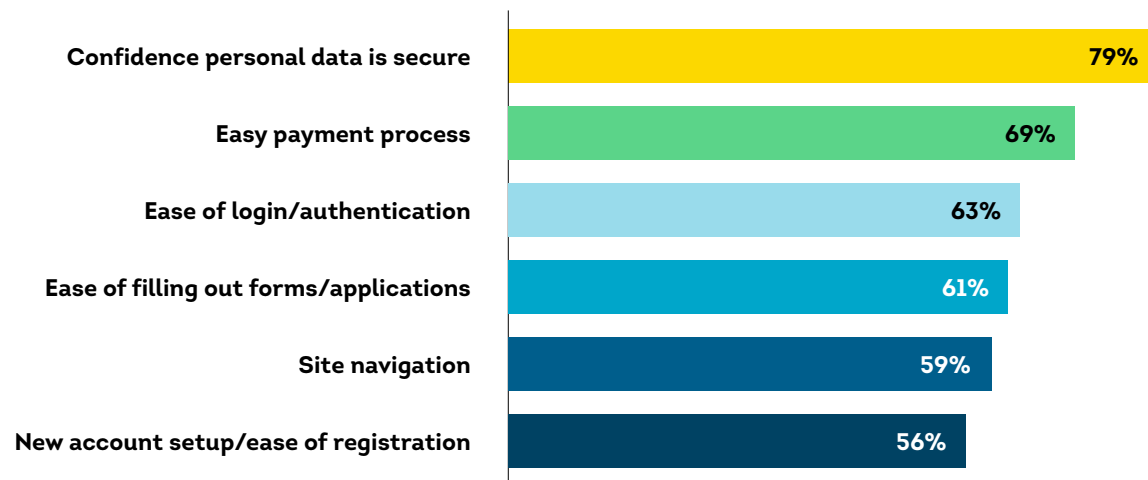 Confidence personal data is secure 79%
Easy payment process 69%
Ease of login/authentication 63%
Ease of filling out forms/applications 61%
Site navigation 59%
New account setup/ease of registration 56%